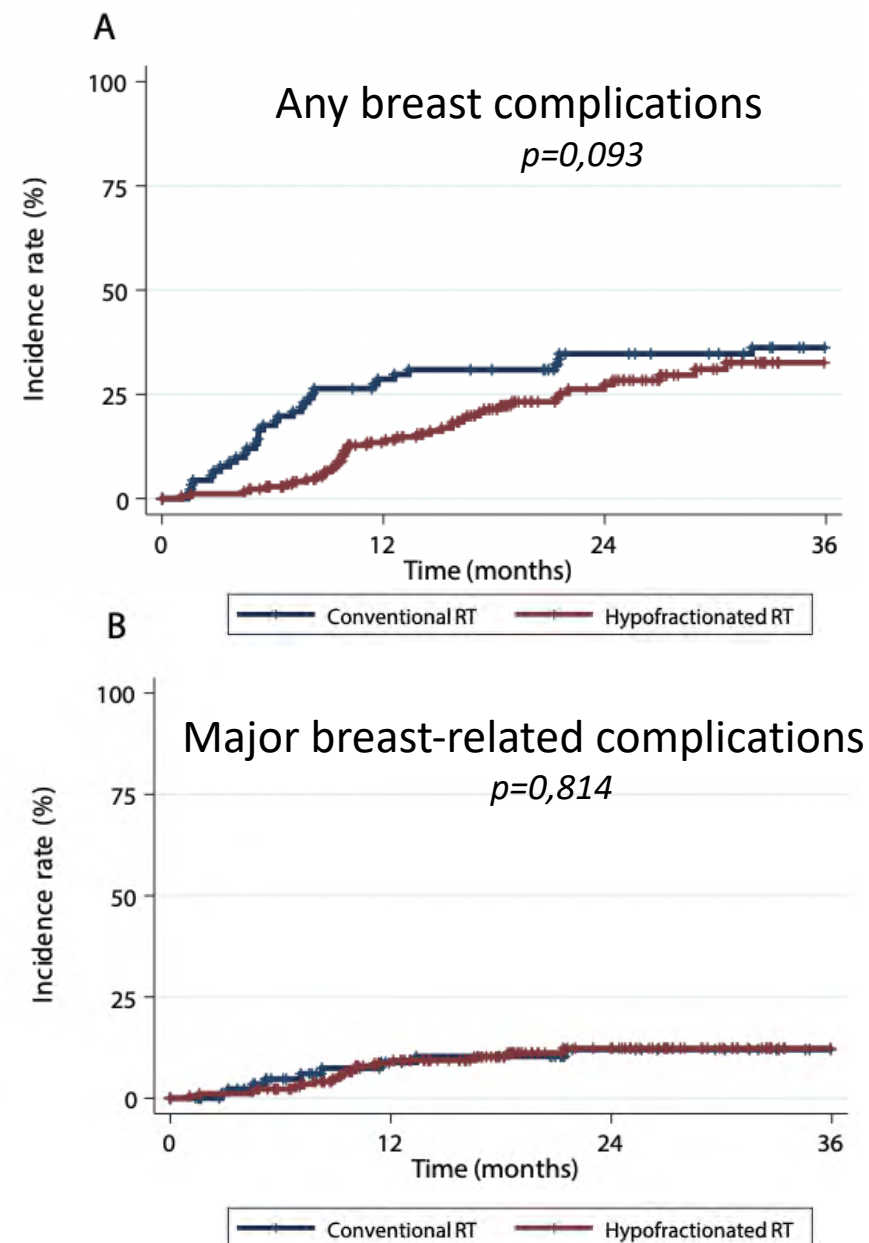 A
Any breast complications
p=0,093
Incidence rate (%)
100
75
50
25
0
0 12 24 36
Time (months)
Conventional RT Hypofractionated RT
B
Major breast-related complications
p=0,814
Incidence rate (%)
100
75
50
25
0
0 12 24 36
Time (months)
Conventional RT Hypofractionated RT